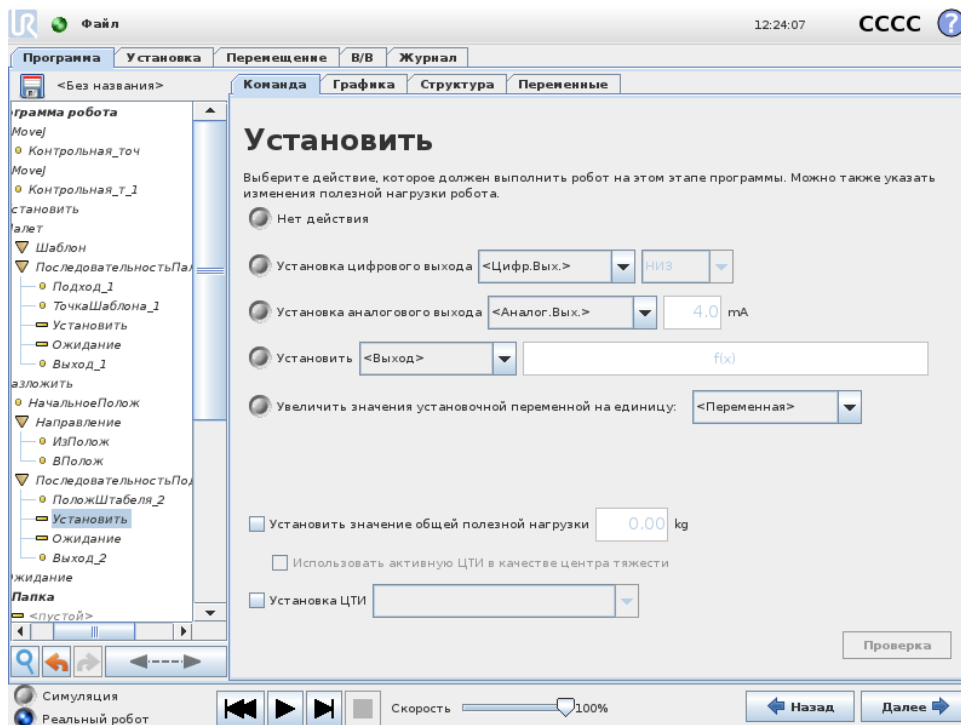 UR Файл 12:24:07 CCCC ?
Программа Установка Перемещение В/В Журнал
<Без названия>
Команда Графика Структура Переменные
ограмма робота
MoveJ
Контрольная_точ
MoveJ
Контрольная_т_1
становить
Палет
Шаблон
ПоследовательностьПал
Подход_1
ТочкаШаблона_1
Установить
Ожидание
Выход_1
азложить
НачальноеПолож
Направление
ИзПолож
ВПолож
ПоследовательностьПод
ПоложШтабеля_2
Установить
Ожидание
Выход_2
жидание
Папка
<пустой>
Установить
Выберите действие, которое должен выполнить робот на этом этапе программы. Можно также указать
изменения полезной нагрузки робота.
Нет действия
Установка цифрового выхода <Цифр.Вых.> НИЗ
Установка аналогового выхода <Аналог.Вых.> 4.0 mA
Установить <Выход> f(x)
Увеличить значения установочной переменной на единицу: <Переменная>
Установить значение общей полезной нагрузки 0.00 kg
Использовать активную ЦТИ в качестве центра тяжести
Установка ЦТИ
Проверка
Симуляция
Реальный робот
Скорость 100%
Назад Далее